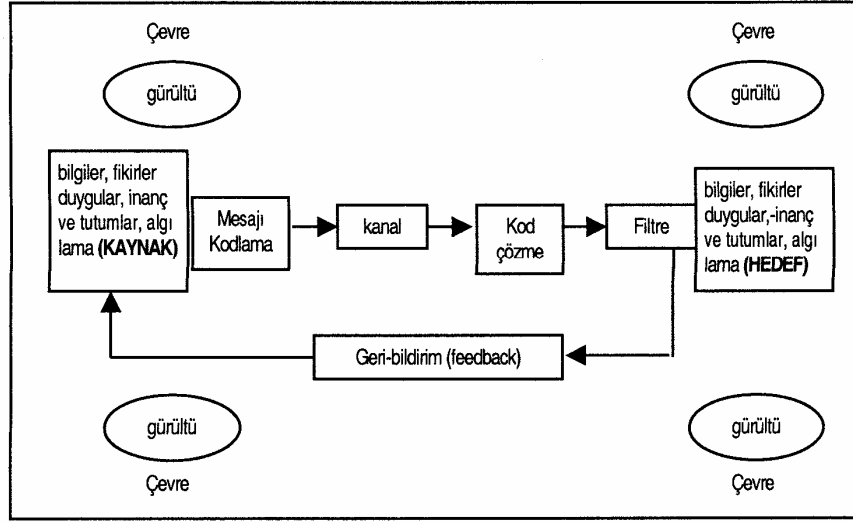 Çevre
Çevre
gürültü
gürültü
bilgiler, fikirler
duygular, inanç
ve tutumlar, algı
lama (KAYNAK)
Mesajı
Kodlama
kanal
Kod
çözme
Filtre
bilgiler, fikirler
duygular,-inanç
ve tutumlar, algı
lama (HEDEF)
Geri-bildirim (feedback)
gürültü
gürültü
Çevre
Çevre